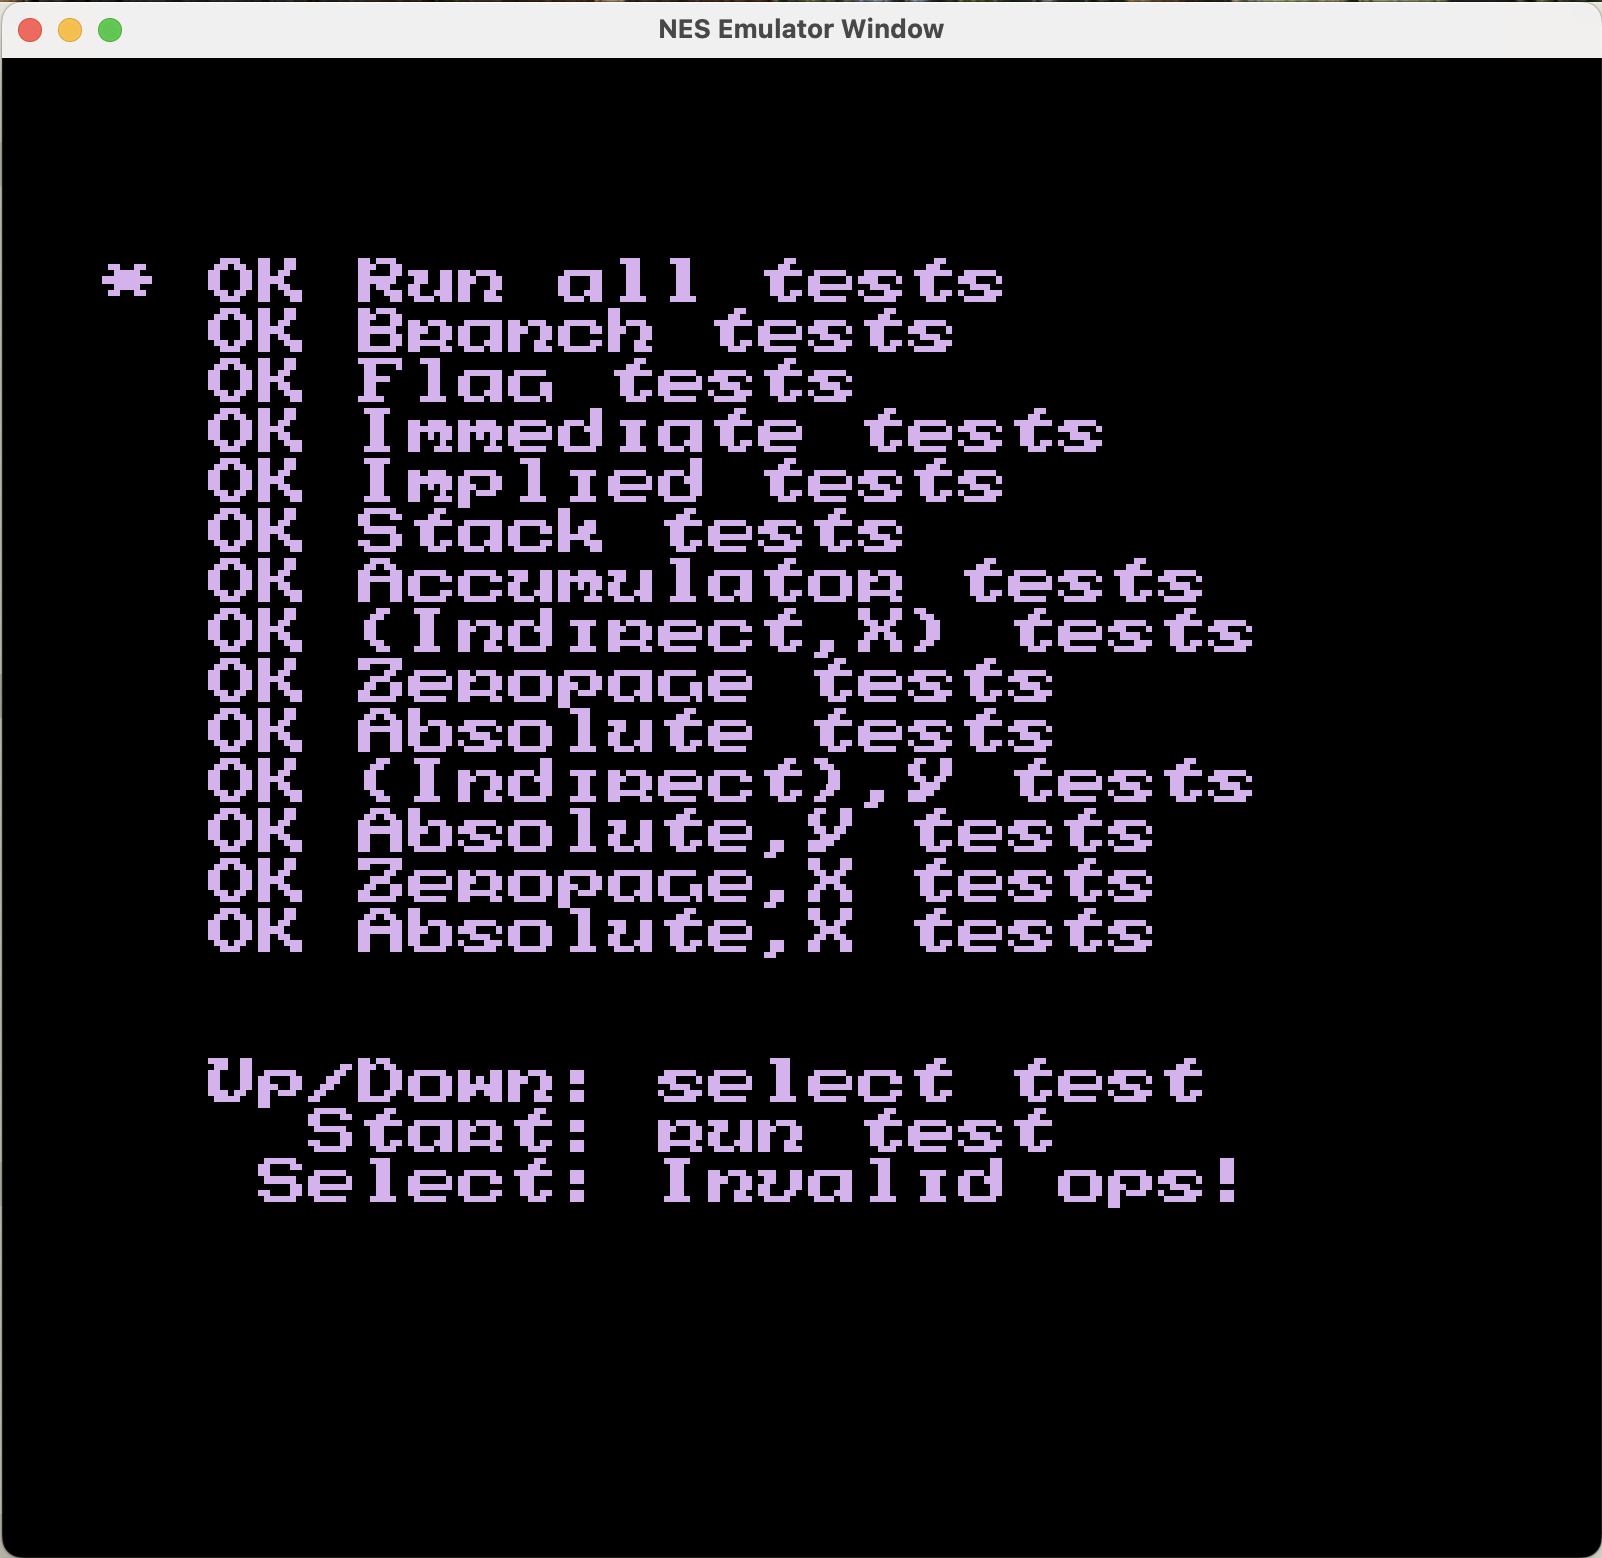 NES Emulator Window
* OK Run all tests
OK Branch tests
OK Flag tests
OK Immediate tests
OK Implied tests
OK Stack tests
OK Accumulator tests
OK (Indirect,X) tests
OK Zeropage tests
OK Absolute tests
OK (Indirect),Y tests
OK Absolute,Y tests
OK Zeropage,X tests
OK Absolute,X tests
Up/Down: select test
Start: run test
Select: Invalid ops!